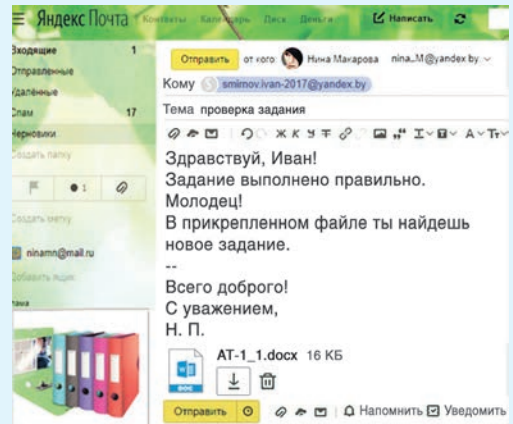 Яндекс Почта Контакты Календарь Диск Деньги Написать
Входящие 1
Отправленные
Удалённые
Спам 17
Черновики
Создать папку
1
Создать метку
ninamn@mail.ru
Добавить ящик
Отправить от кого: Нина Макарова nina_M@yandex by
Кому smirnov.ivan-2017@yandex.by
Тема проверка задания
Ж К У Т
Здравствуй, Иван!
Задание выполнено правильно.
Молодец!
В прикрепленном файле ты найдешь
новое задание.
--
Всего доброго!
С уважением,
Н. П.
AT-1_1.docx 16 КБ
DOC
Отправить Напомнить Уведомить